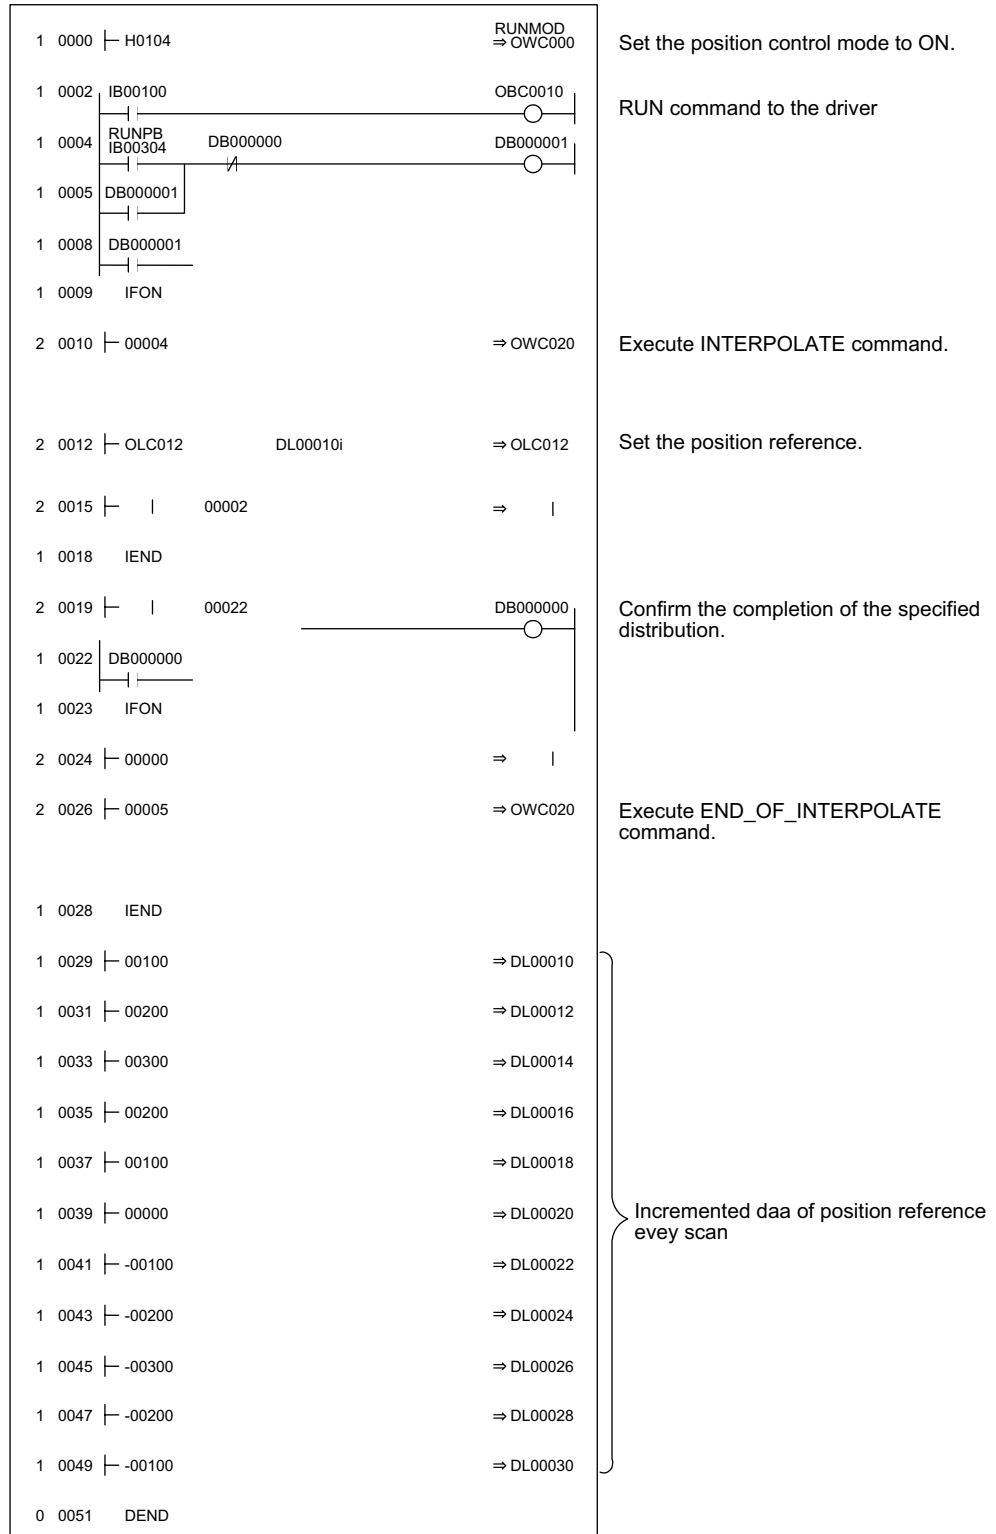 RUNMOD
1 0000 H0104 ⇒ OWC000 Set the position control mode to ON.
1 0002 IB00100 OBC0010
RUN command to the driver
RUNPB
1 0004 IB00304 DB000000 DB000001
1 0005 DB000001
1 0008 DB000001
1 0009 IFON
2 0010 00004 ⇒ OWC020 Execute INTERPOLATE command.
2 0012 OLC012 DL00010i ⇒ OLC012 Set the position reference.
2 0015 I 00002 ⇒ I
1 0018 IEND
2 0019 I 00022 DB000000 Confirm the completion of the specified
distribution.
1 0022 DB000000
1 0023 IFON
2 0024 00000 ⇒ I
2 0026 00005 ⇒ OWC020 Execute END_OF_INTERPOLATE
command.
1 0028 IEND
1 0029 00100 ⇒ DL00010
1 0031 00200 ⇒ DL00012
1 0033 00300 ⇒ DL00014
1 0035 00200 ⇒ DL00016
1 0037 00100 ⇒ DL00018
1 0039 00000 ⇒ DL00020
Incremented daa of position reference
evey scan
1 0041 -00100 ⇒ DL00022
1 0043 -00200 ⇒ DL00024
1 0045 -00300 ⇒ DL00026
1 0047 -00200 ⇒ DL00028
1 0049 -00100 ⇒ DL00030
0 0051 DEND